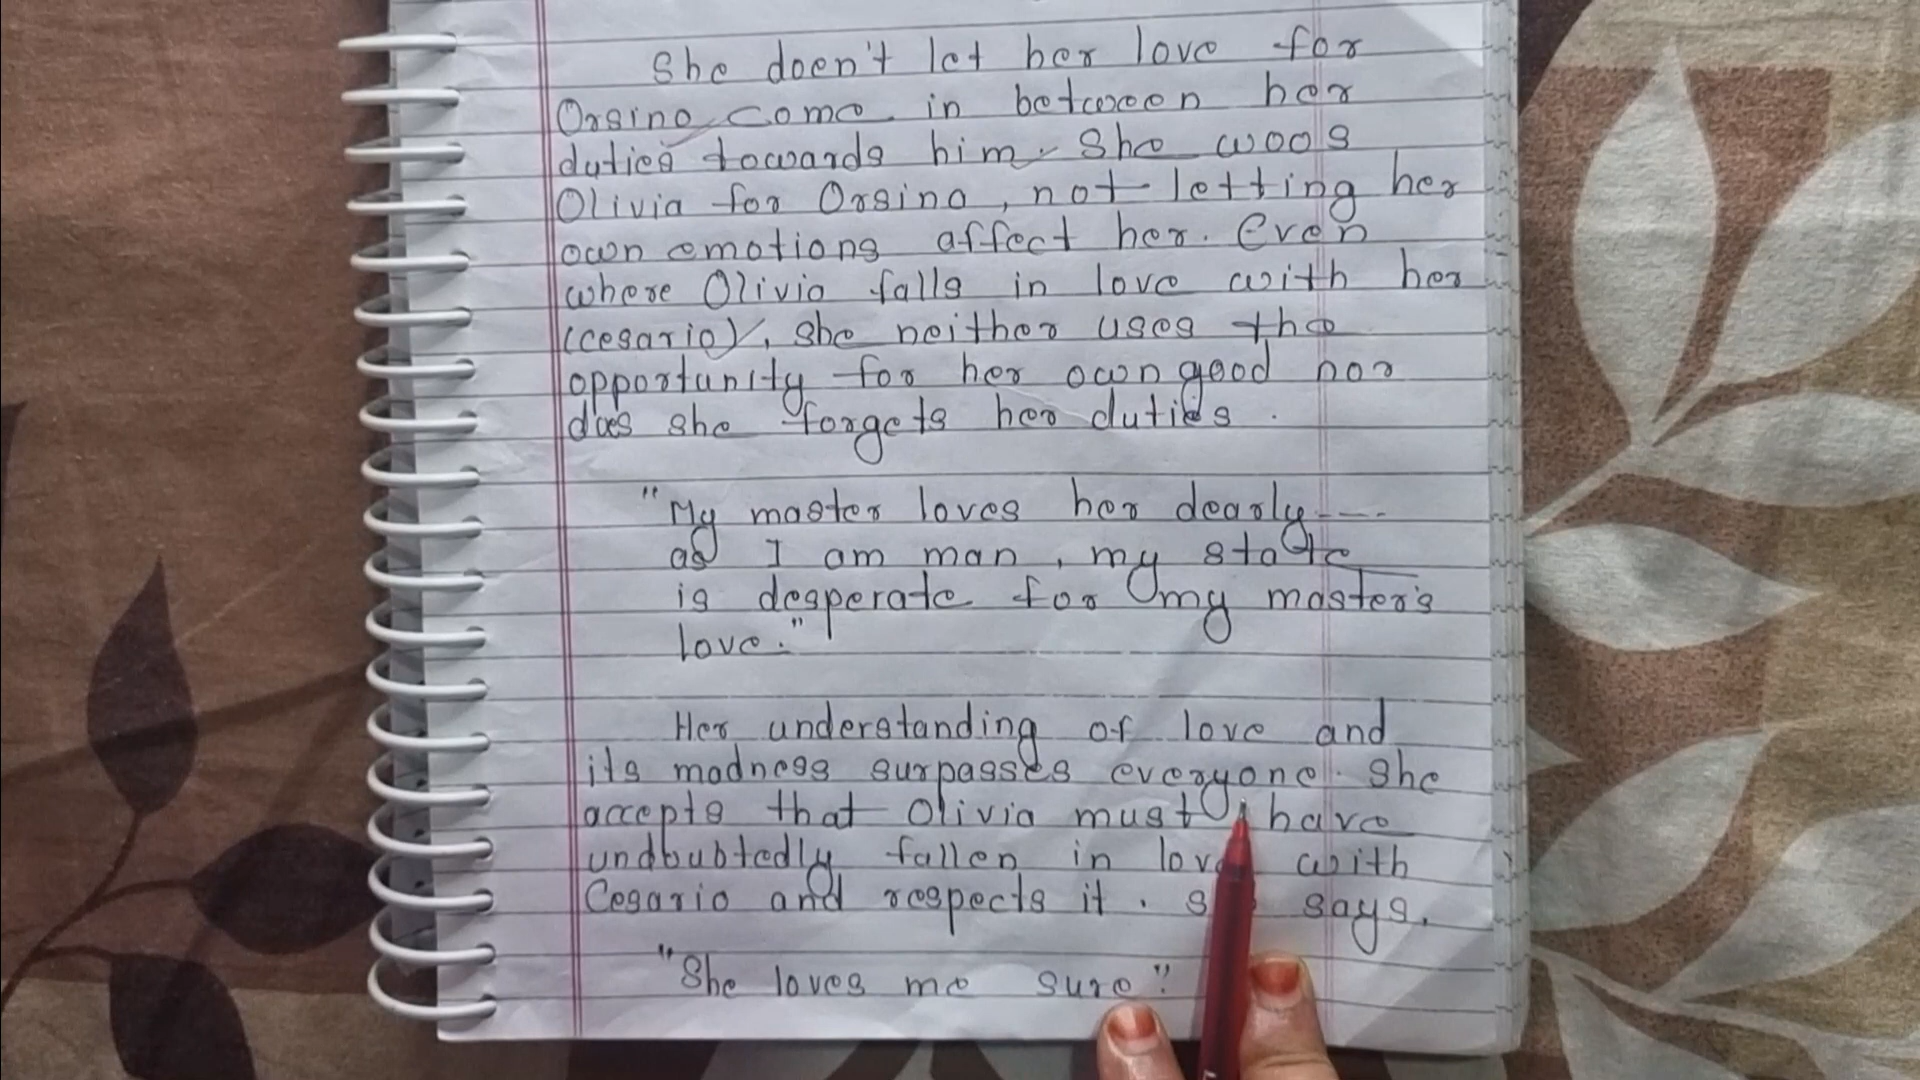 She doen't let her love for
Orsino come in between her
duties towards him. She woos
Olivia for Orsino, not letting her
own emotions affect her. Even
where Olivia falls in love with her
(cesario), she neither uses the
opportunity for her own good nor
does she forgets her duties.
"My master loves her dearly----
as I am man, my state
is desperate for my master's
love."
Her understanding of love and
its madness surpasses everyone. She
accepts that Olivia must have
undoubtedly fallen in love with
Cesario and respects it. says.
"She loves me sure"